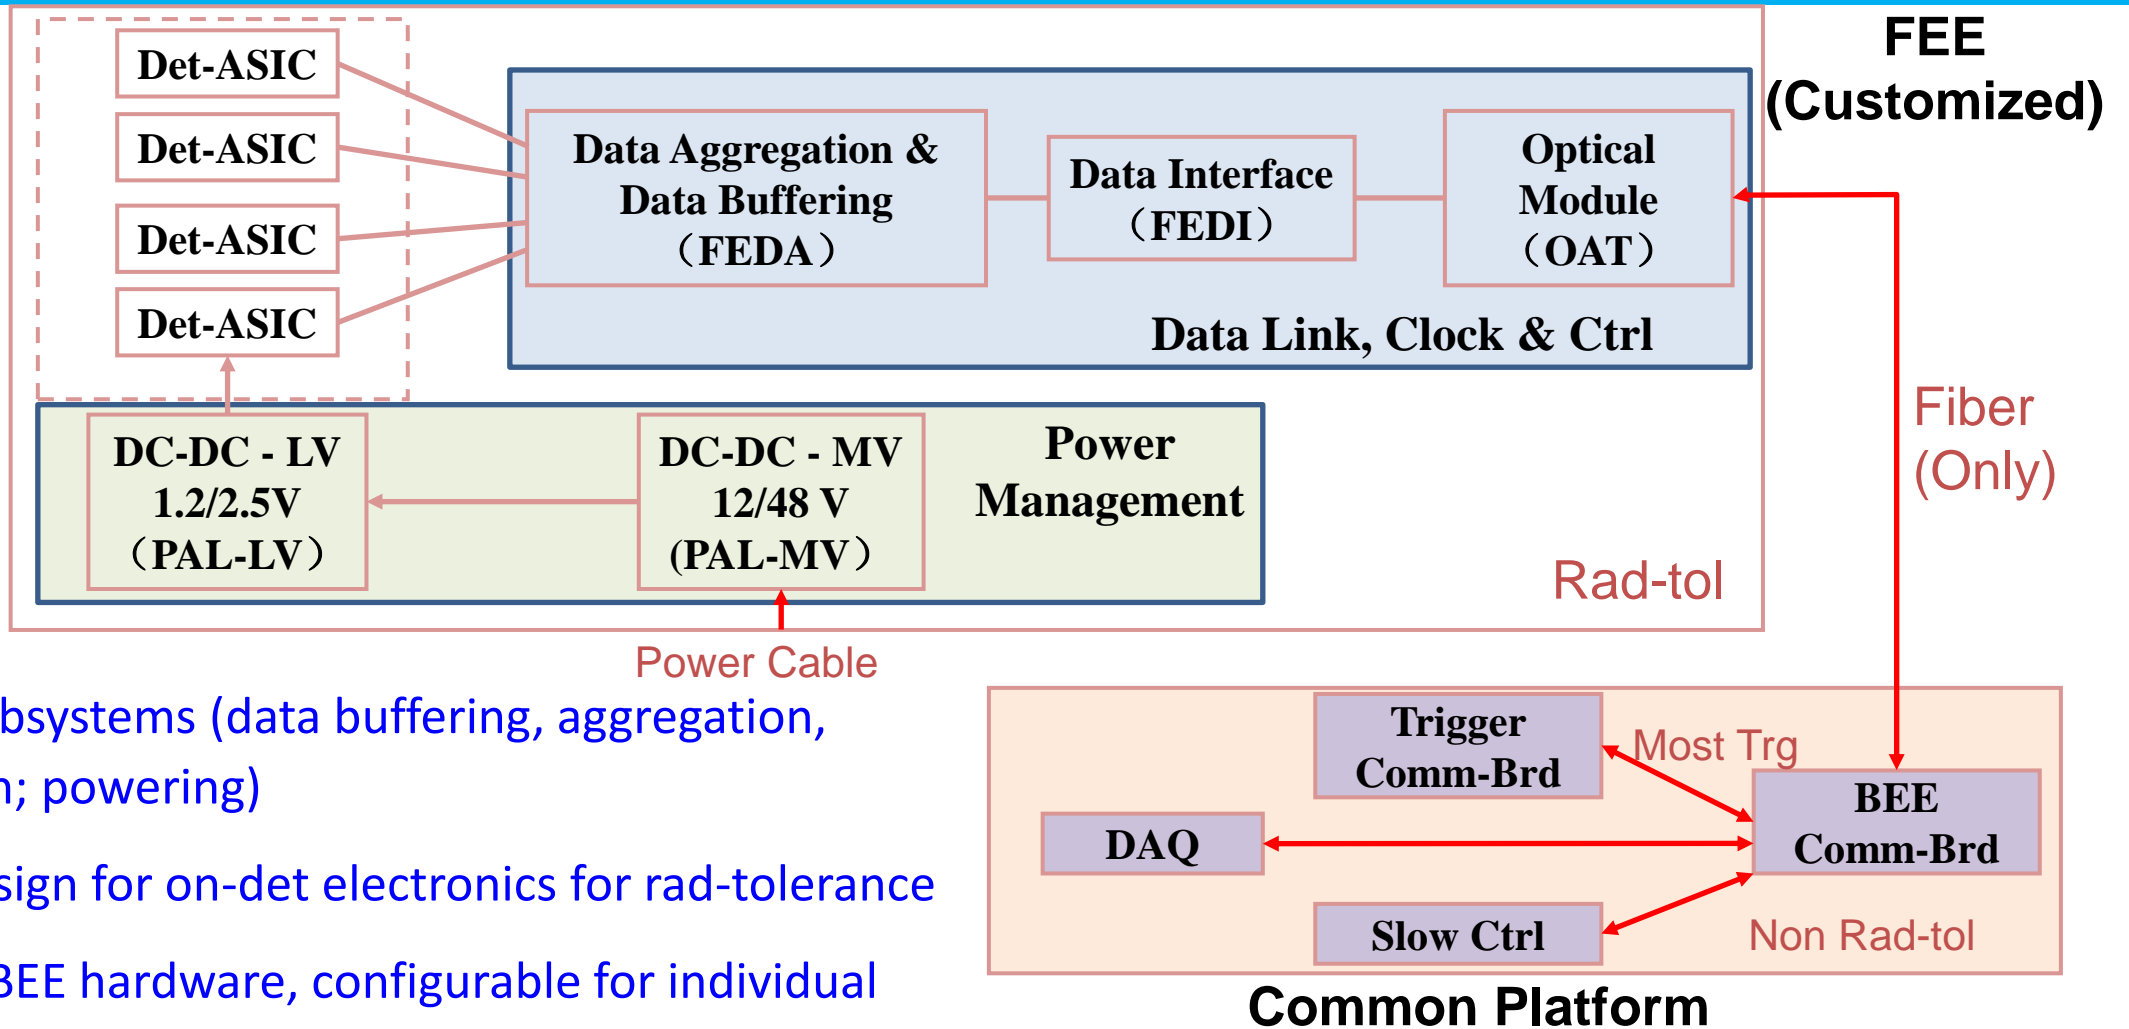 FEE
(Customized)
Det-ASIC
Det-ASIC
Det-ASIC
Det-ASIC
Data Aggregation &
Data Buffering
（FEDA）
Data Interface
（FEDI）
Optical
Module
（OAT）
Data Link, Clock & Ctrl
DC-DC - LV
1.2/2.5V
（PAL-LV）
DC-DC - MV
12/48 V
(PAL-MV）
Power
Management
Rad-tol
Fiber
(Only)
Power Cable
bsystems (data buffering, aggregation,
n; powering)
sign for on-det electronics for rad-tolerance
BEE hardware, configurable for individual
Trigger
Comm-Brd
Most Trg
DAQ
BEE
Comm-Brd
Slow Ctrl
Non Rad-tol
Common Platform